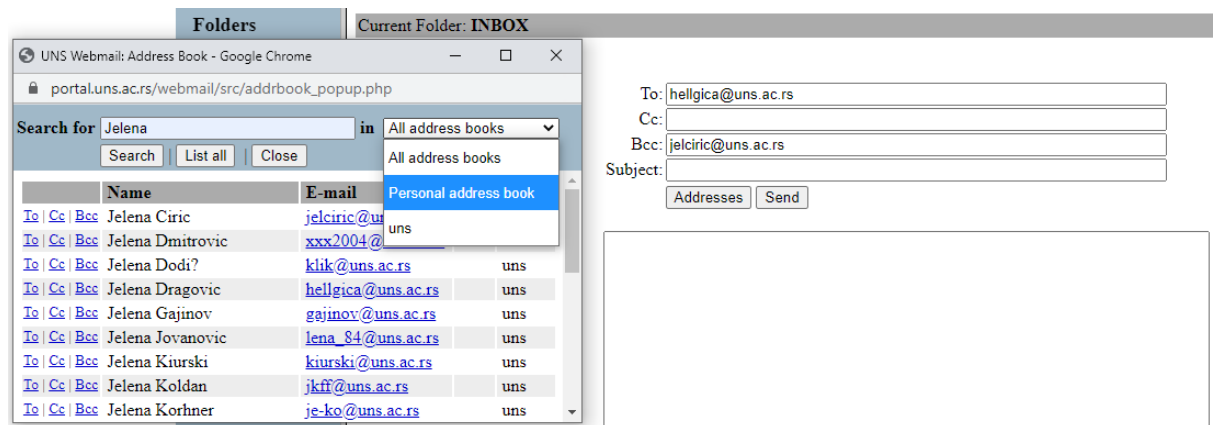 Folders
Current Folder: INBOX
UNS Webmail: Address Book - Google Chrome
portal.uns.ac.rs/webmail/src/addrbook_popup.php
Search for Jelena in All address books
Search | List all | Close
All address books
Personal address book
uns
Name E-mail
To | Cc | Bcc Jelena Ciric jelciric@u
To | Cc | Bcc Jelena Dmitrovic xxx2004@
To | Cc | Bcc Jelena Dodi? klik@uns.ac.rs uns
To | Cc | Bcc Jelena Dragovic hellgica@uns.ac.rs uns
To | Cc | Bcc Jelena Gajinov gajinov@uns.ac.rs uns
To | Cc | Bcc Jelena Jovanovic lena_84@uns.ac.rs uns
To | Cc | Bcc Jelena Kiurski kiurski@uns.ac.rs uns
To | Cc | Bcc Jelena Koldan jkff@uns.ac.rs uns
To | Cc | Bcc Jelena Korhner je-ko@uns.ac.rs uns
To: hellgica@uns.ac.rs
Cc:
Bcc: jelciric@uns.ac.rs
Subject:
Addresses Send